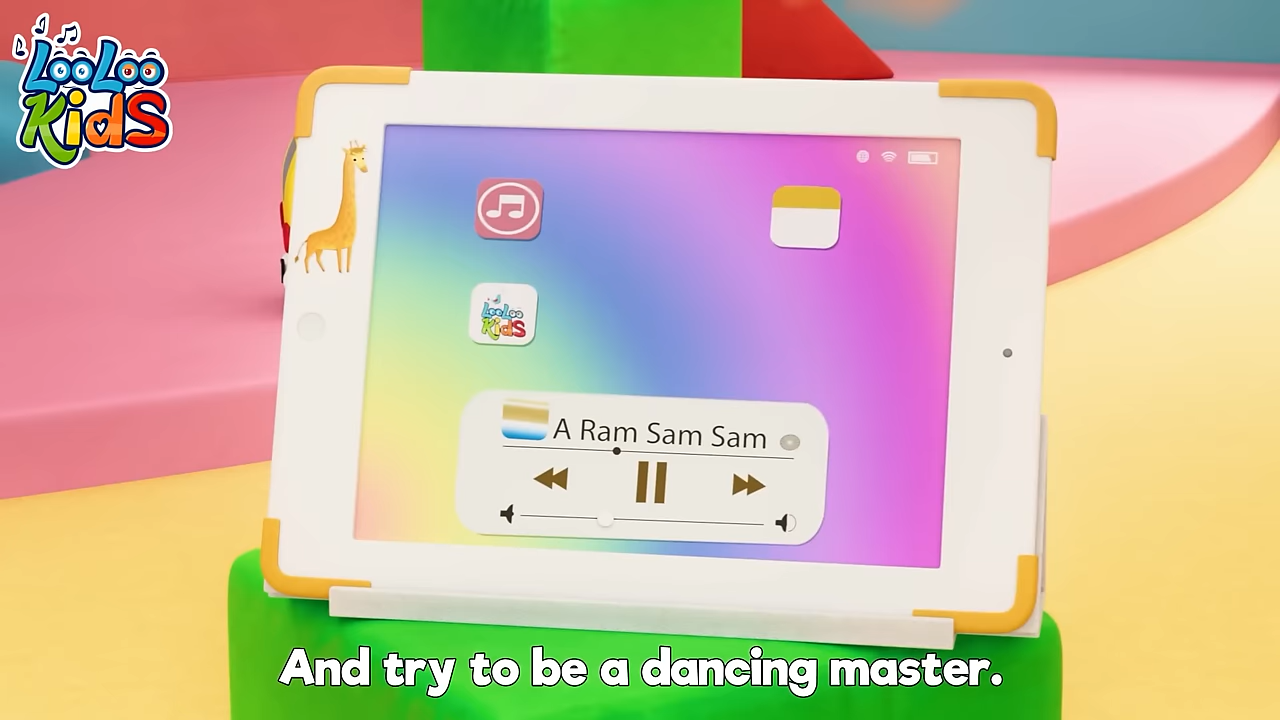 LooLoo
Kids
LooLoo
Kids
A Ram Sam Sam
And try to be a dancing master.